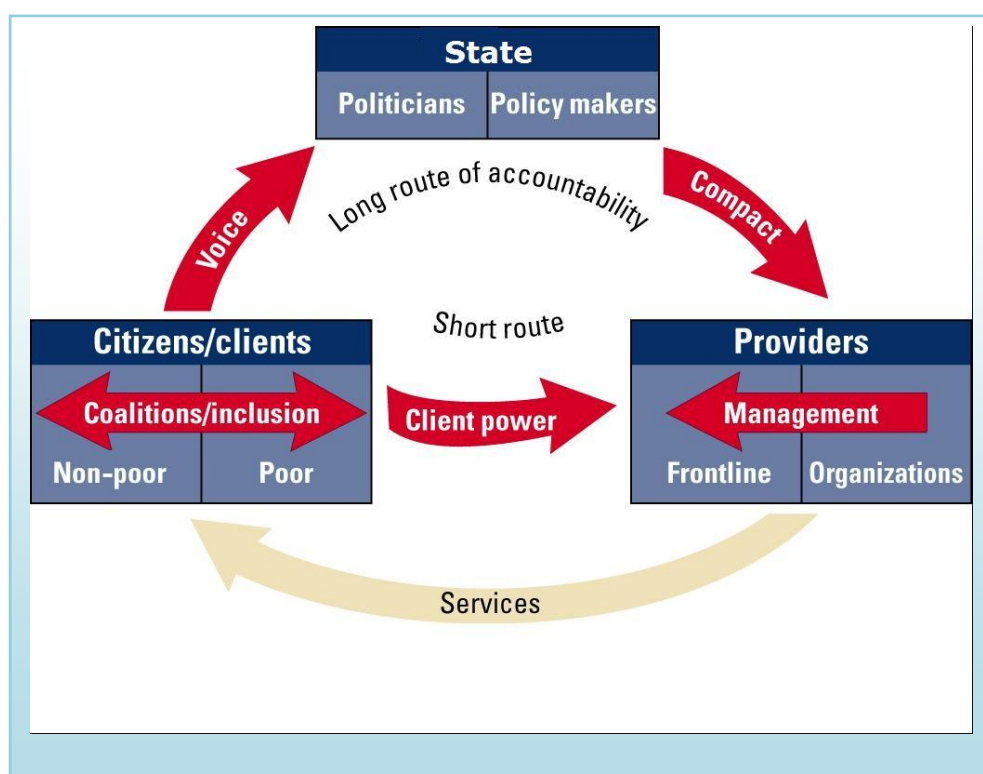 State
Politicians
Policy makers
Long route of accountability
Voice
Compact
Short route
Citizens/clients
Coalitions/inclusion
Non-poor
Poor
Client power
Providers
Management
Frontline
Organizations
Services